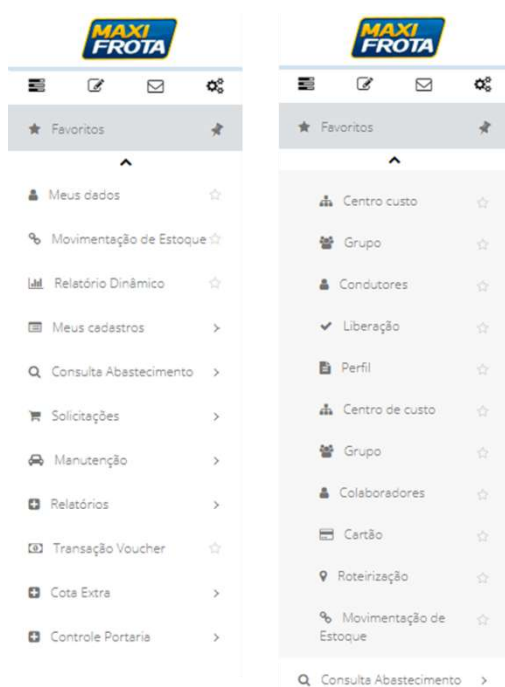 MAXI
FROTA
Favoritos
Meus dados
Movimentação de Estoque
Relatório Dinâmico
Meus cadastros
Consulta Abastecimento
Solicitações
Manutenção
Relatórios
Transação Voucher
Cota Extra
Controle Portaria
MAXI
FROTA
Favoritos
Centro custo
Grupo
Condutores
Liberação
Perfil
Centro de custo
Grupo
Colaboradores
Cartão
Roteirização
Movimentação de
Estoque
Consulta Abastecimento